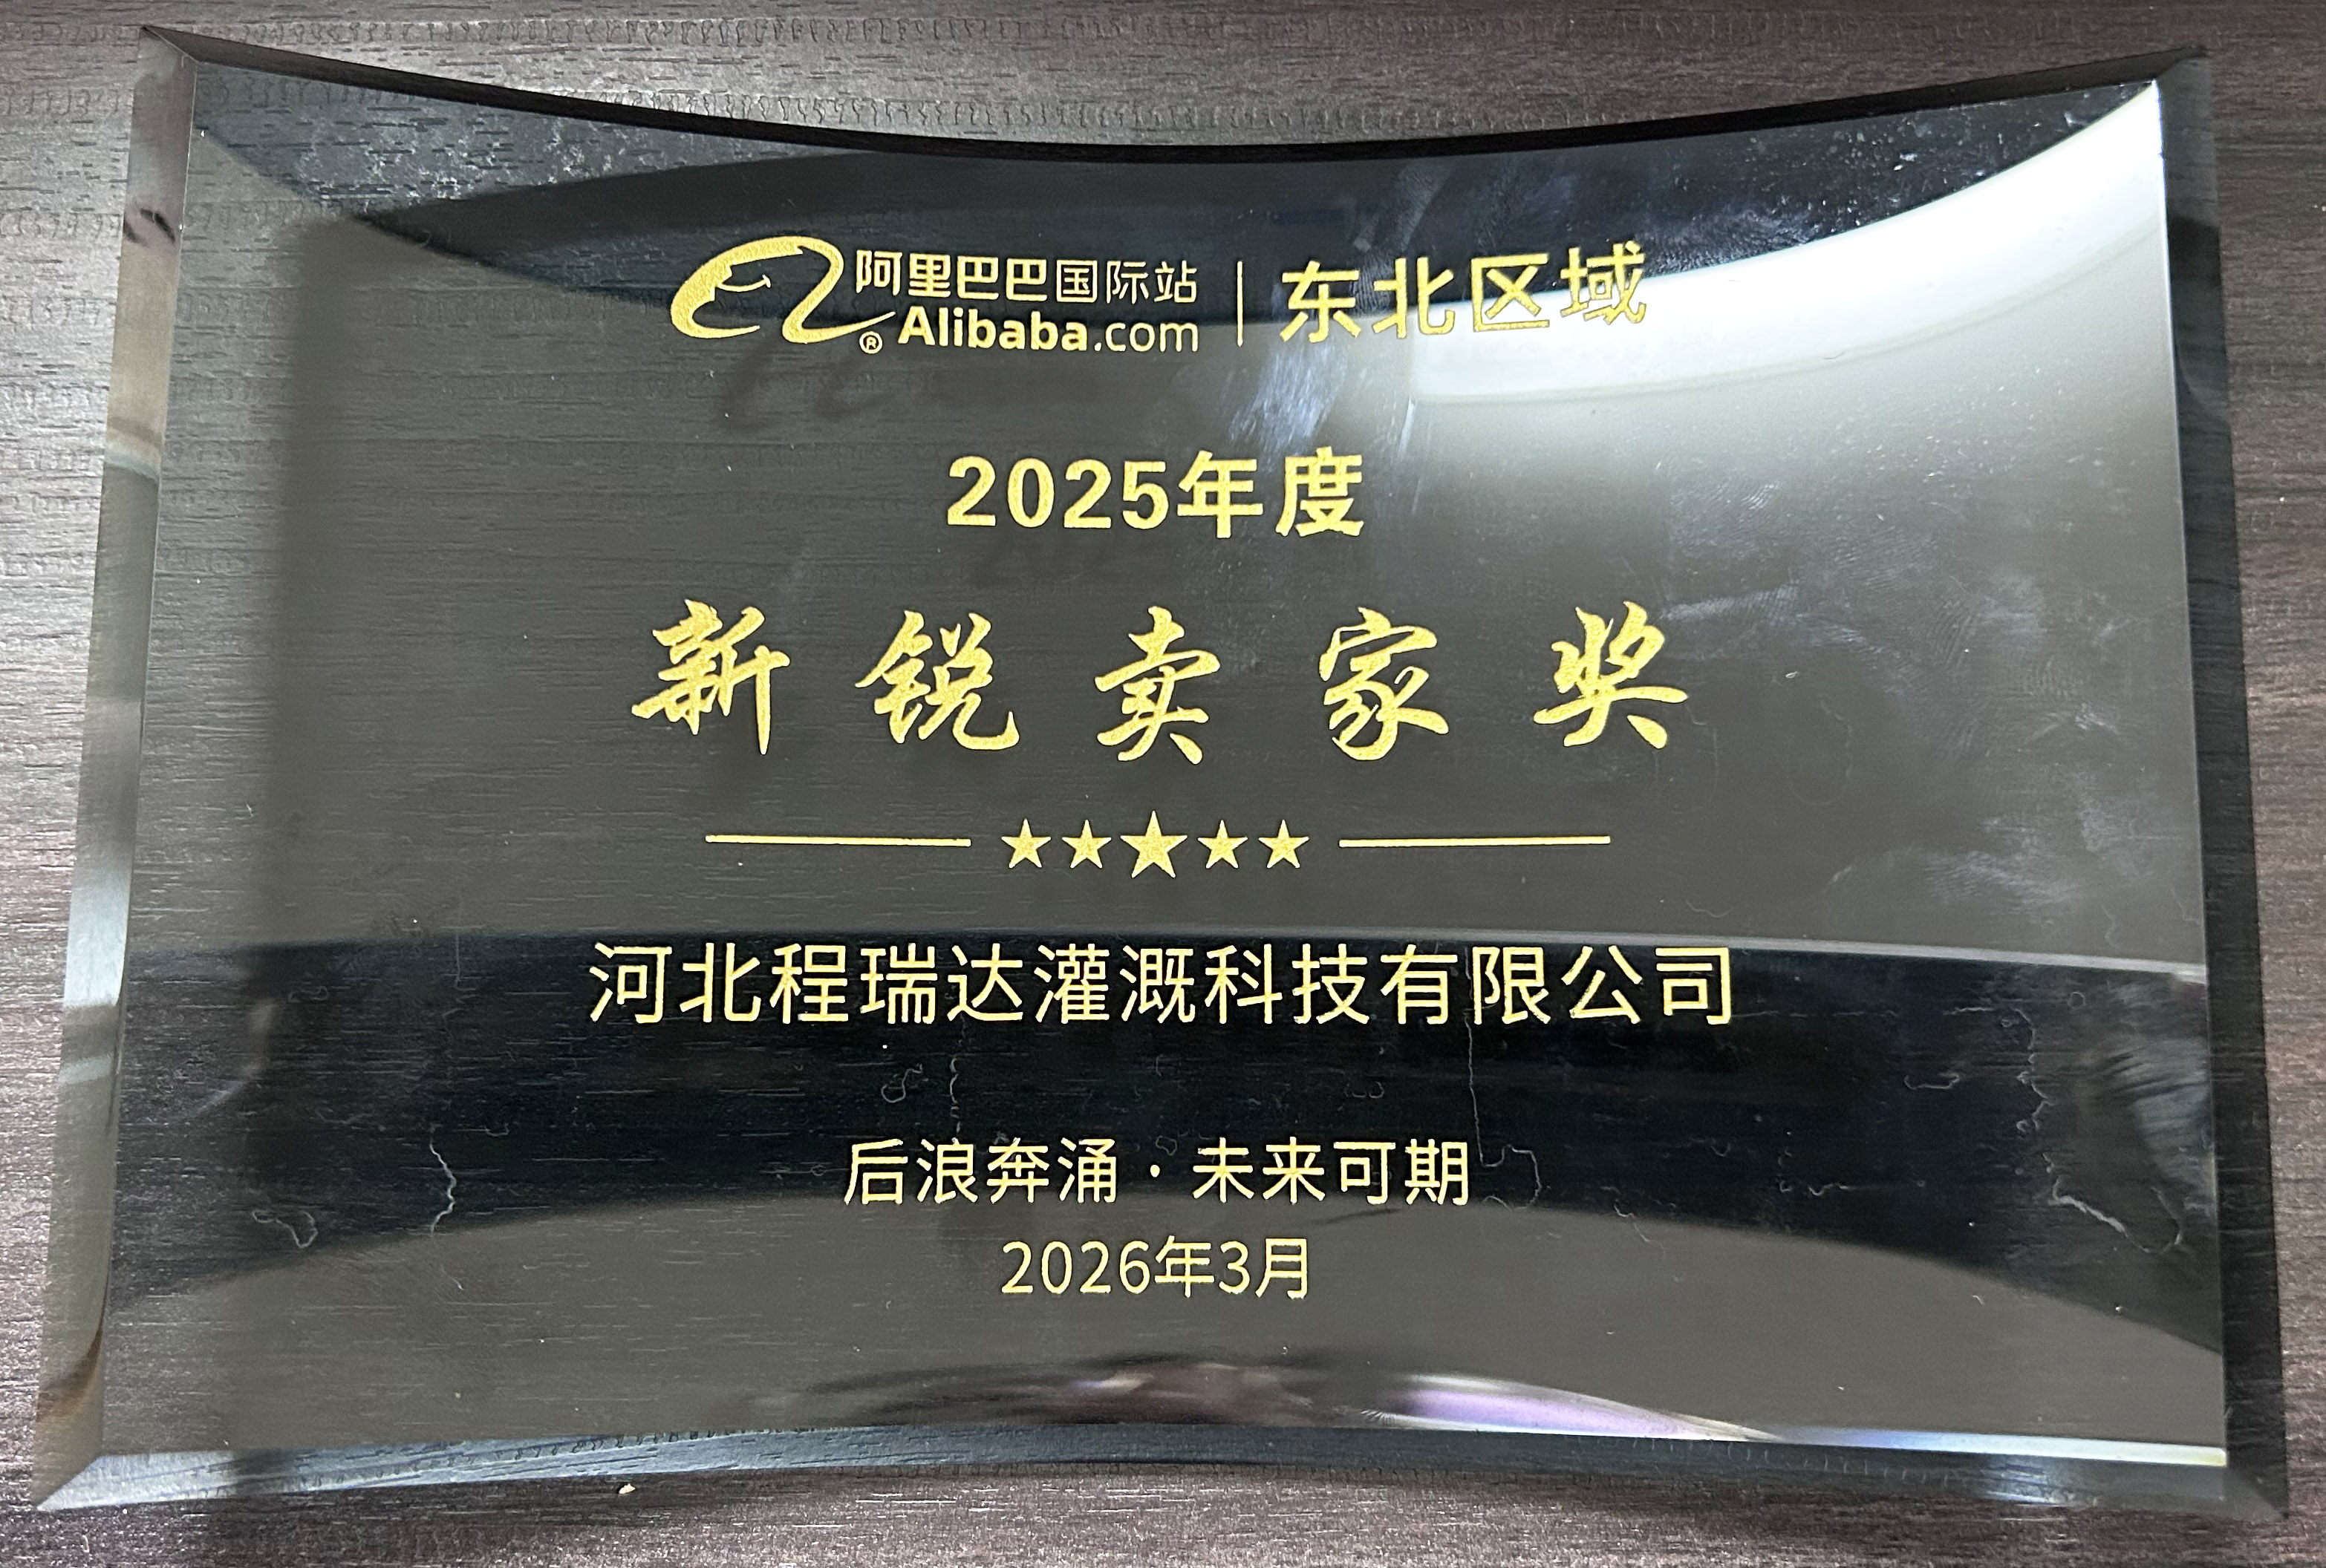 阿里巴巴国际站 | 东北区域
® Alibaba.com
2025年度
新锐卖家奖
河北程瑞达灌溉科技有限公司
后浪奔涌·未来可期
2026年3月